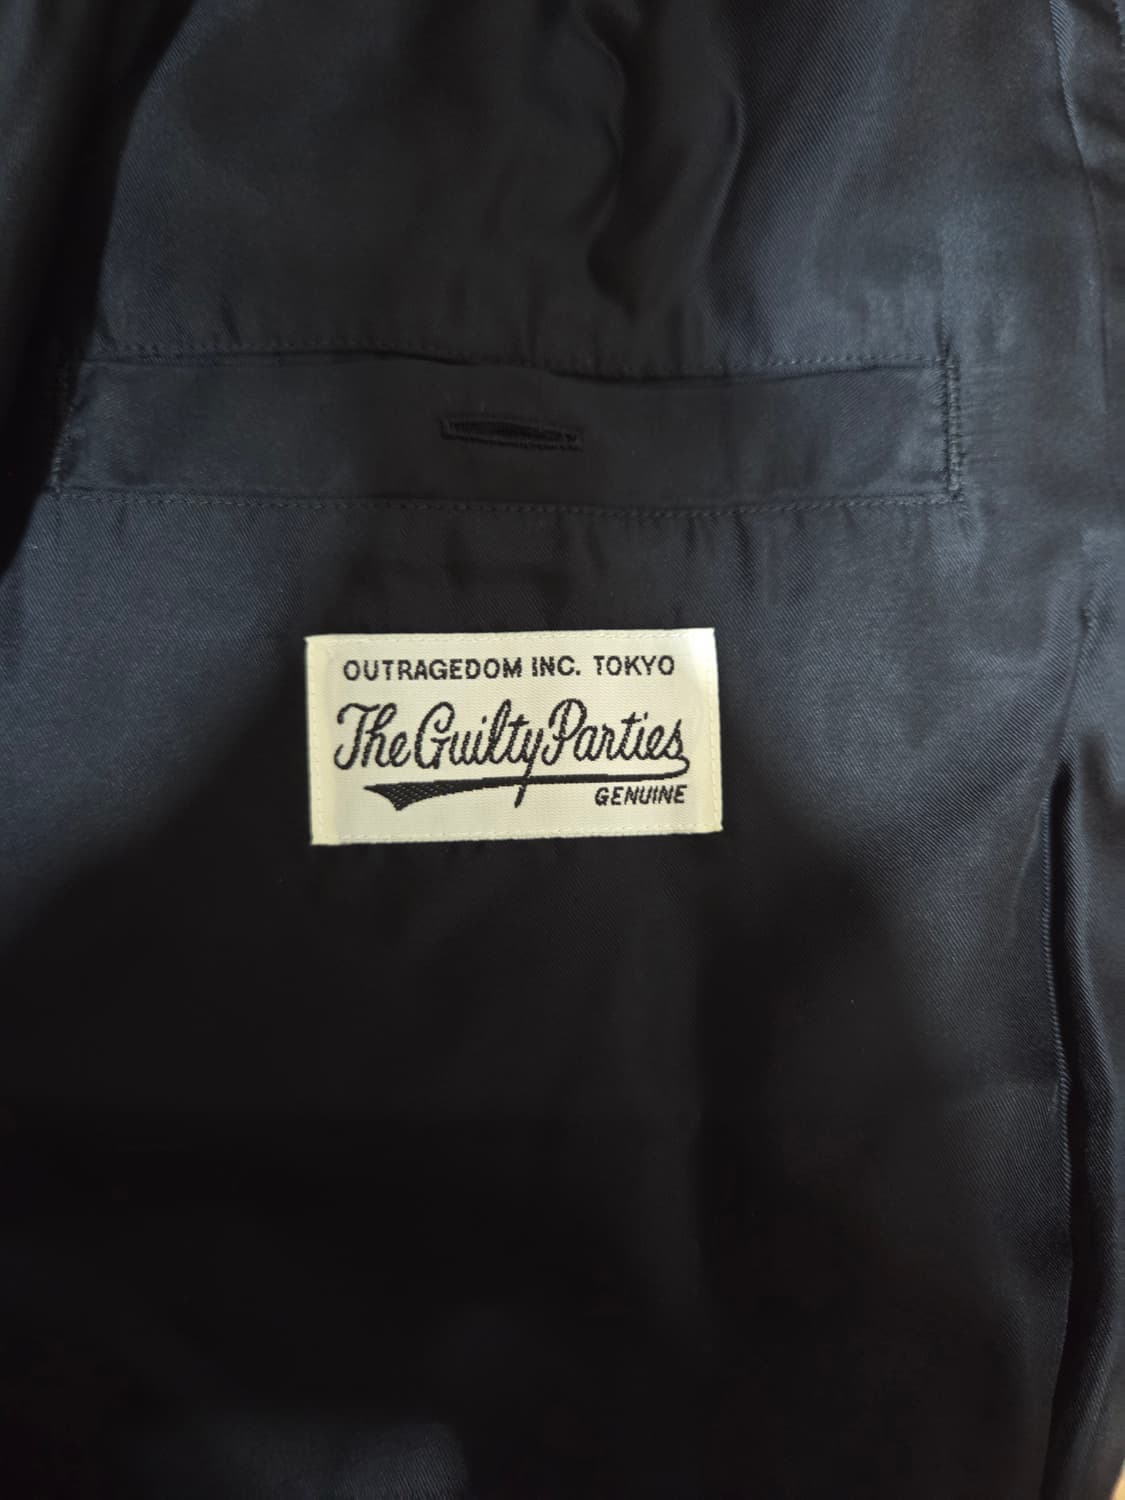 OUTRAGEDOM INC. TOKYO
The Guilty Parties
GENUINE